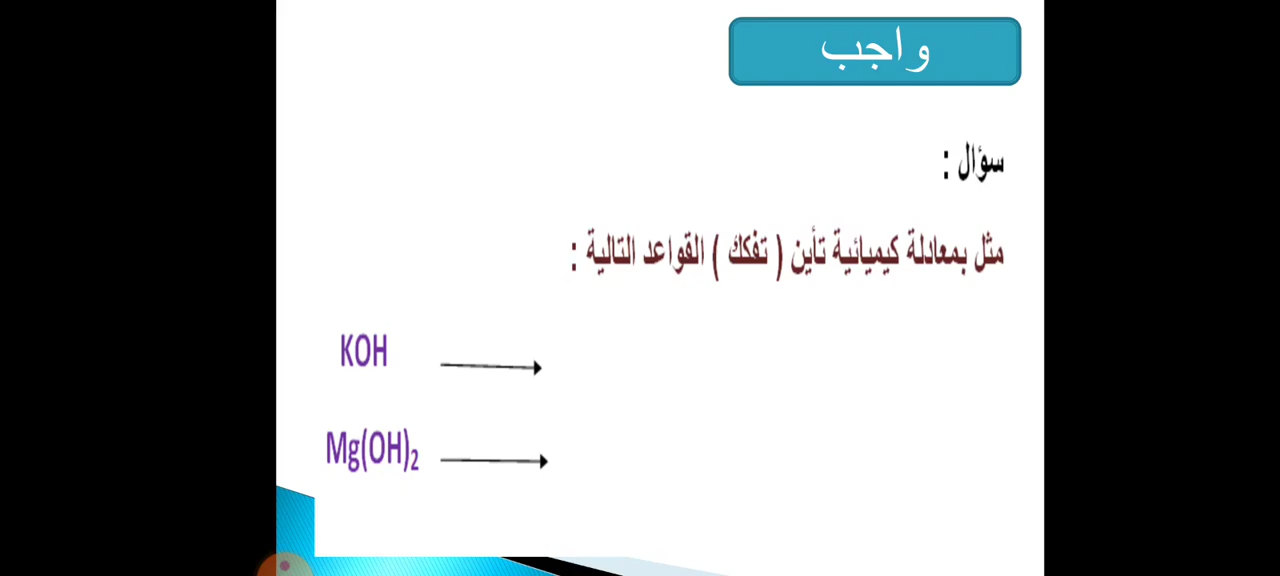 واجب
سؤال :
مثل بمعادلة كيميائية تأين ( تفكك ) القواعد التالية :
KOH
Mg(OH)₂